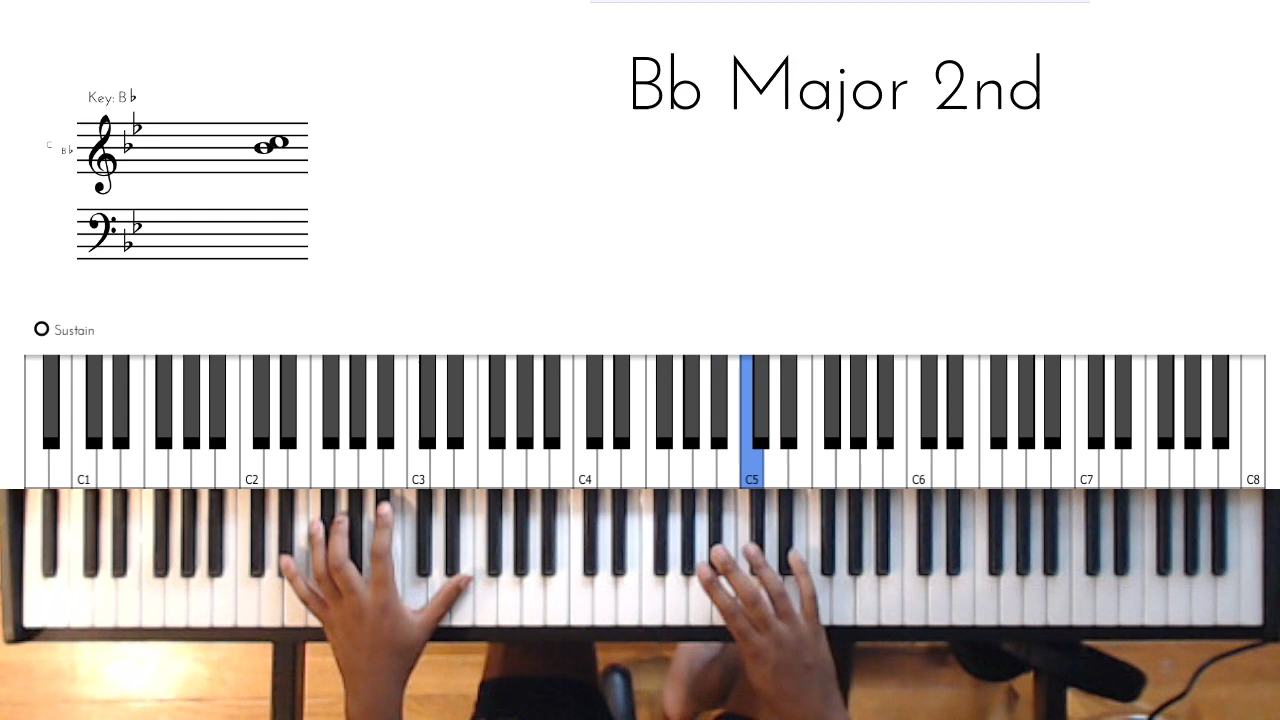 Bb Major 2nd
Key: B♭
C
B♭
Sustain
C1 C2 C3 C4 C5 C6 C7 C8